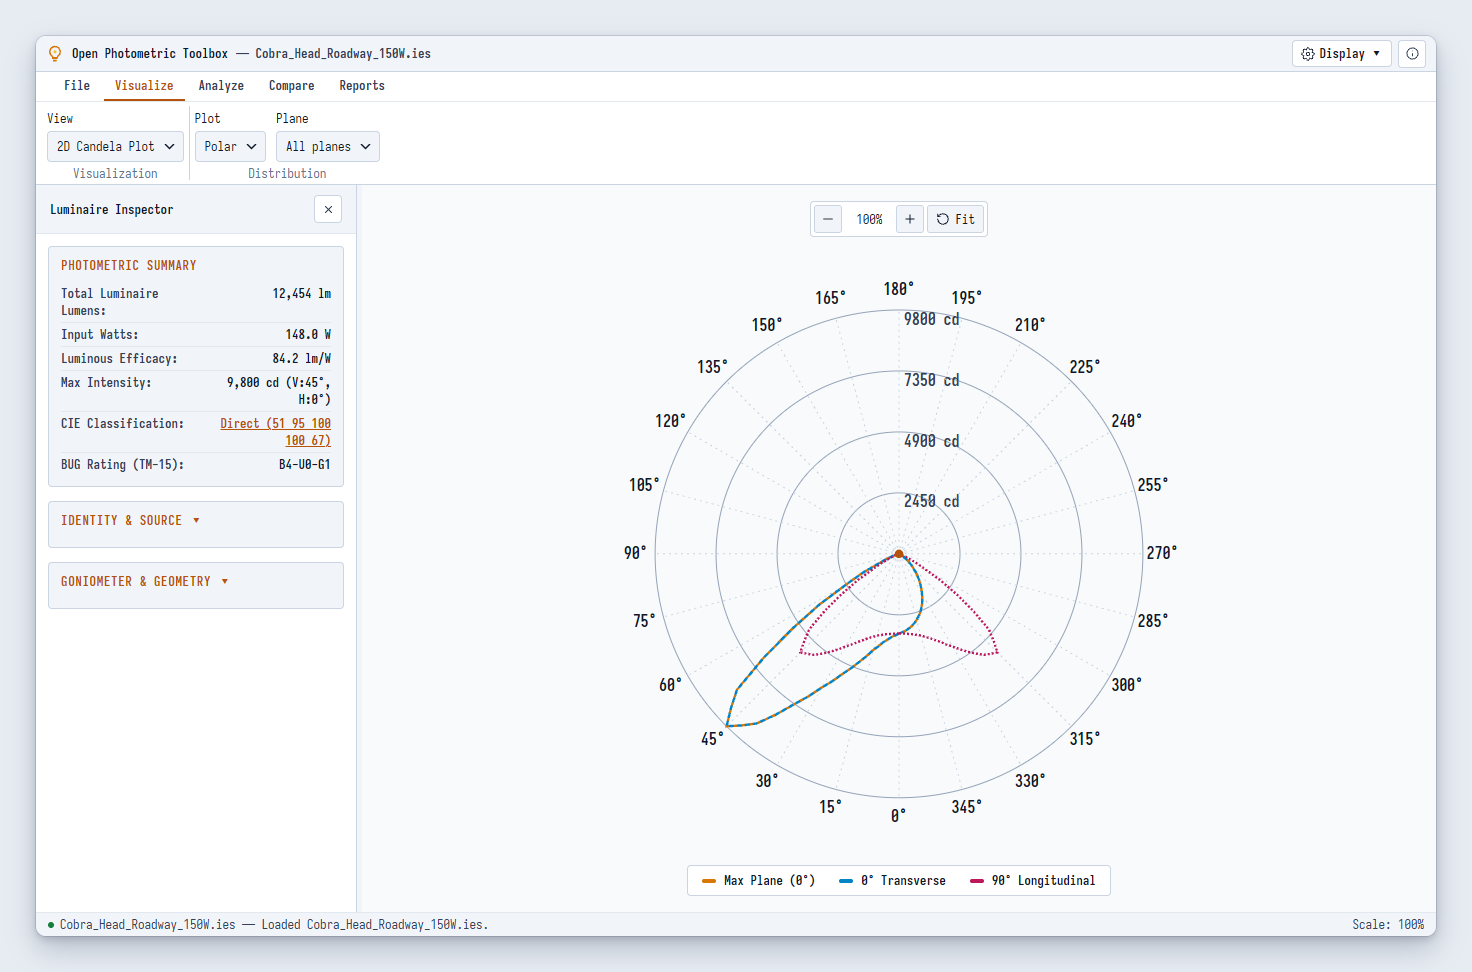 Open Photometric Toolbox — Cobra_Head_Roadway_150W.ies
Display ▼
File Visualize Analyze Compare Reports
View Plot Plane
2D Candela Plot Polar All planes
Visualization Distribution
Luminaire Inspector
100% Fit
PHOTOMETRIC SUMMARY
Total Luminaire 12,454 lm
Lumens:
Input Watts: 148.0 W
Luminous Efficacy: 84.2 lm/W
Max Intensity: 9,800 cd (V:45°,
H:0°)
CIE Classification: Direct (51 95 100
100 67)
BUG Rating (TM-15): B4-U0-G1
IDENTITY & SOURCE ▼
GONIOMETER & GEOMETRY ▼
180°
165° 195°
9800 cd
150° 210°
135° 225°
7350 cd
120° 240°
4900 cd
105° 255°
2450 cd
90° 270°
75° 285°
60° 300°
45° 315°
30° 330°
15° 345°
0°
Max Plane (0°) 0° Transverse 90° Longitudinal
Cobra_Head_Roadway_150W.ies — Loaded Cobra_Head_Roadway_150W.ies. Scale: 100%